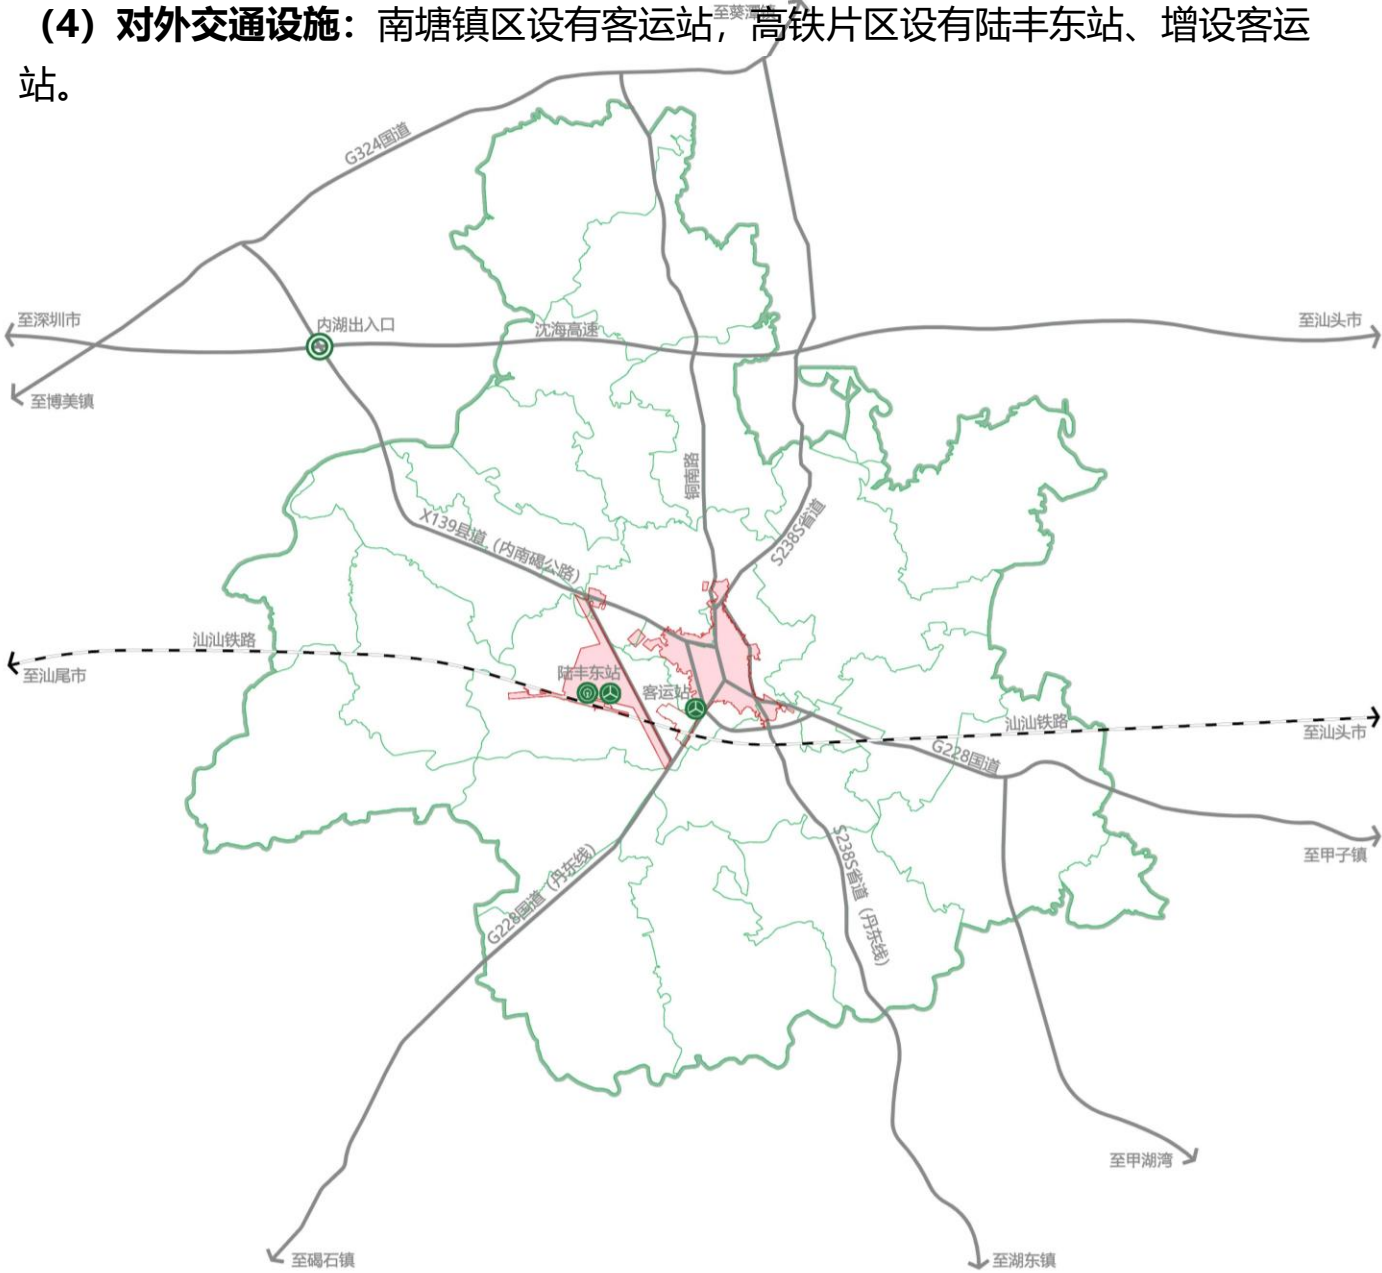 （4）对外交通设施：南塘镇区设有客运站，高铁片区设有陆丰东站、增设客运
站。
至葵潭镇
G324国道
至深圳市
内湖出入口
沈海高速
至汕头市
至博美镇
铜南路
S238S省道
X139县道（内南碣公路）
汕汕铁路
至汕尾市
陆丰东站
客运站
汕汕铁路
至汕头市
G228国道
至甲子镇
S238S省道（丹东线）
G228国道（丹东线）
至甲湖湾
至碣石镇
至湖东镇